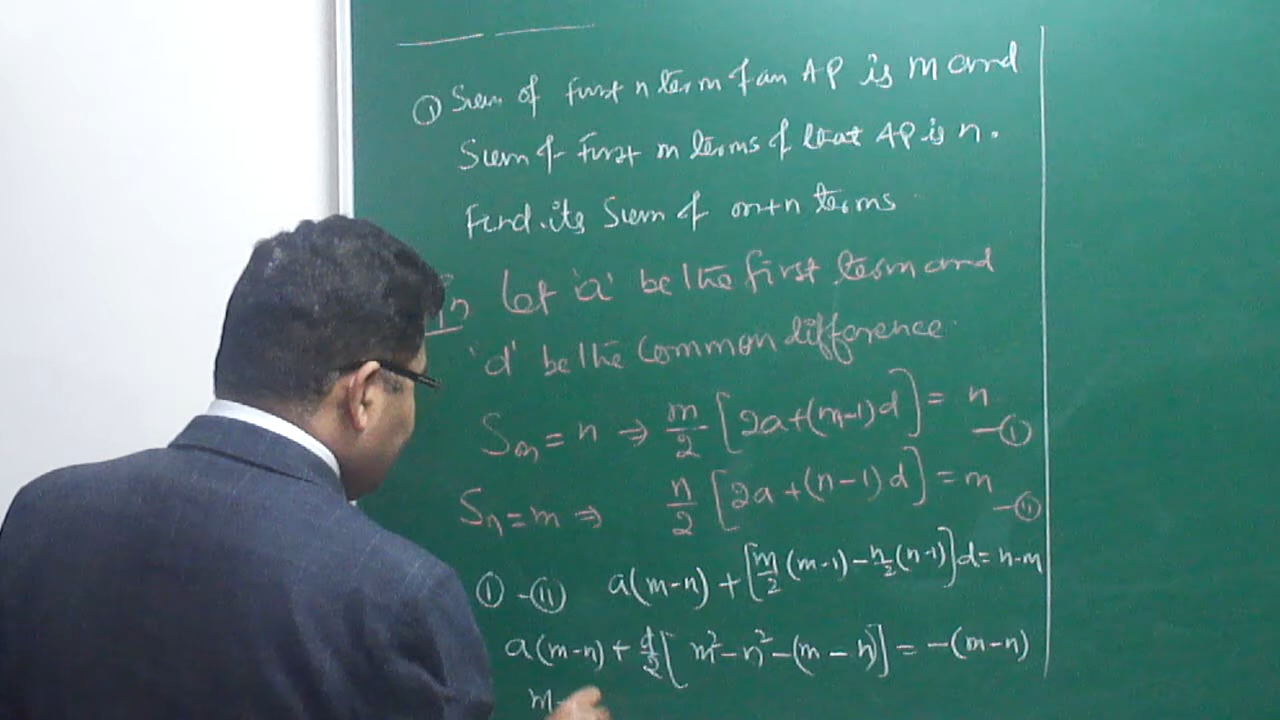 ① Sum of first n term of an AP is m and
Sum of first m terms of that AP is n.
Find its sum of m+n terms
Let 'a' be the first term and
'd' be the common difference.
Sₘ = n ⇒ m/2 [2a+(m-1)d] = n —①
Sₙ = m ⇒ n/2 [2a+(n-1)d] = m —⑪
① - ⑪ a(m-n) + [m/2 (m-1) - n/2 (n-1)]d = n-m
a(m-n) + d/2 [m²-n²-(m-n)] = -(m-n)
m-